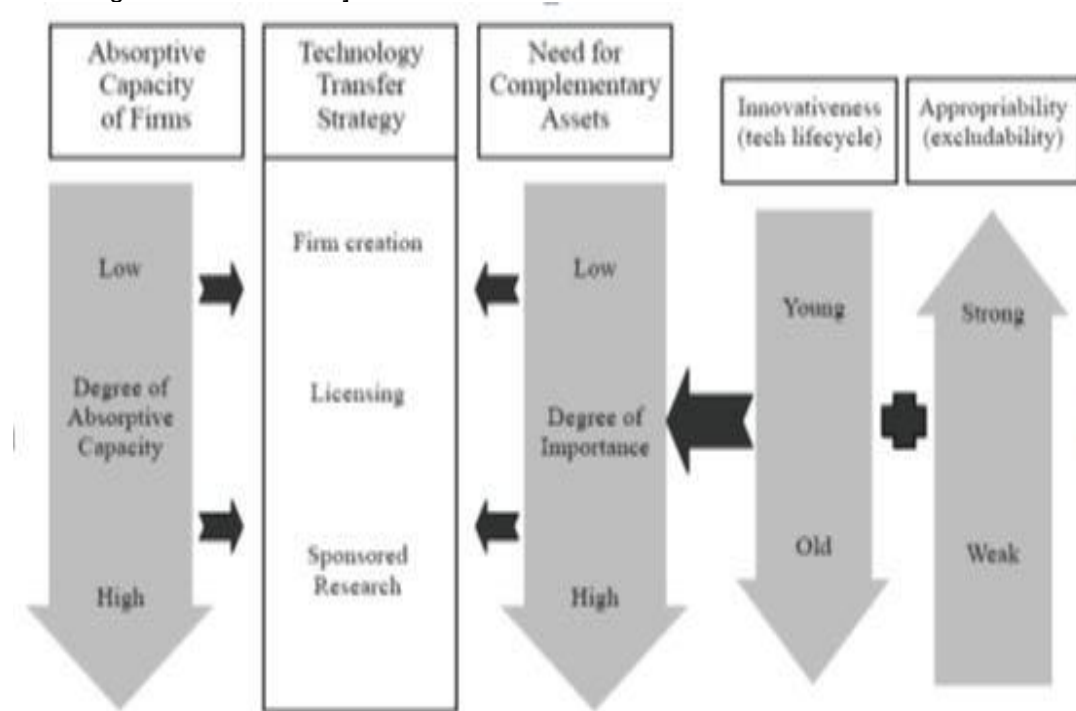 Absorptive
Capacity
of Firms
Technology
Transfer
Strategy
Need for
Complementary
Assets
Innovativeness
(tech lifecycle)
Appropriability
(excludability)
Low
Firm creation
Low
Young
Strong
Degree of
Absorptive
Capacity
Licensing
Degree of
Importance
Old
Weak
High
Sponsored
Research
High